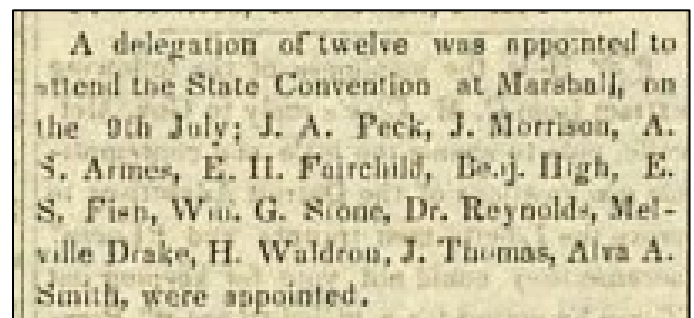 A delegation of twelve was appointed to
attend the State Convention at Marshall, on
the 9th July; J. A. Peck, J. Morrison, A.
S. Armes, E. H. Fairchild, Benj. High, E.
S. Fish, Wm. G. Stone, Dr. Reynolds, Mel-
ville Drake, H. Waldron, J. Thomas, Alva A.
Smith, were appointed.